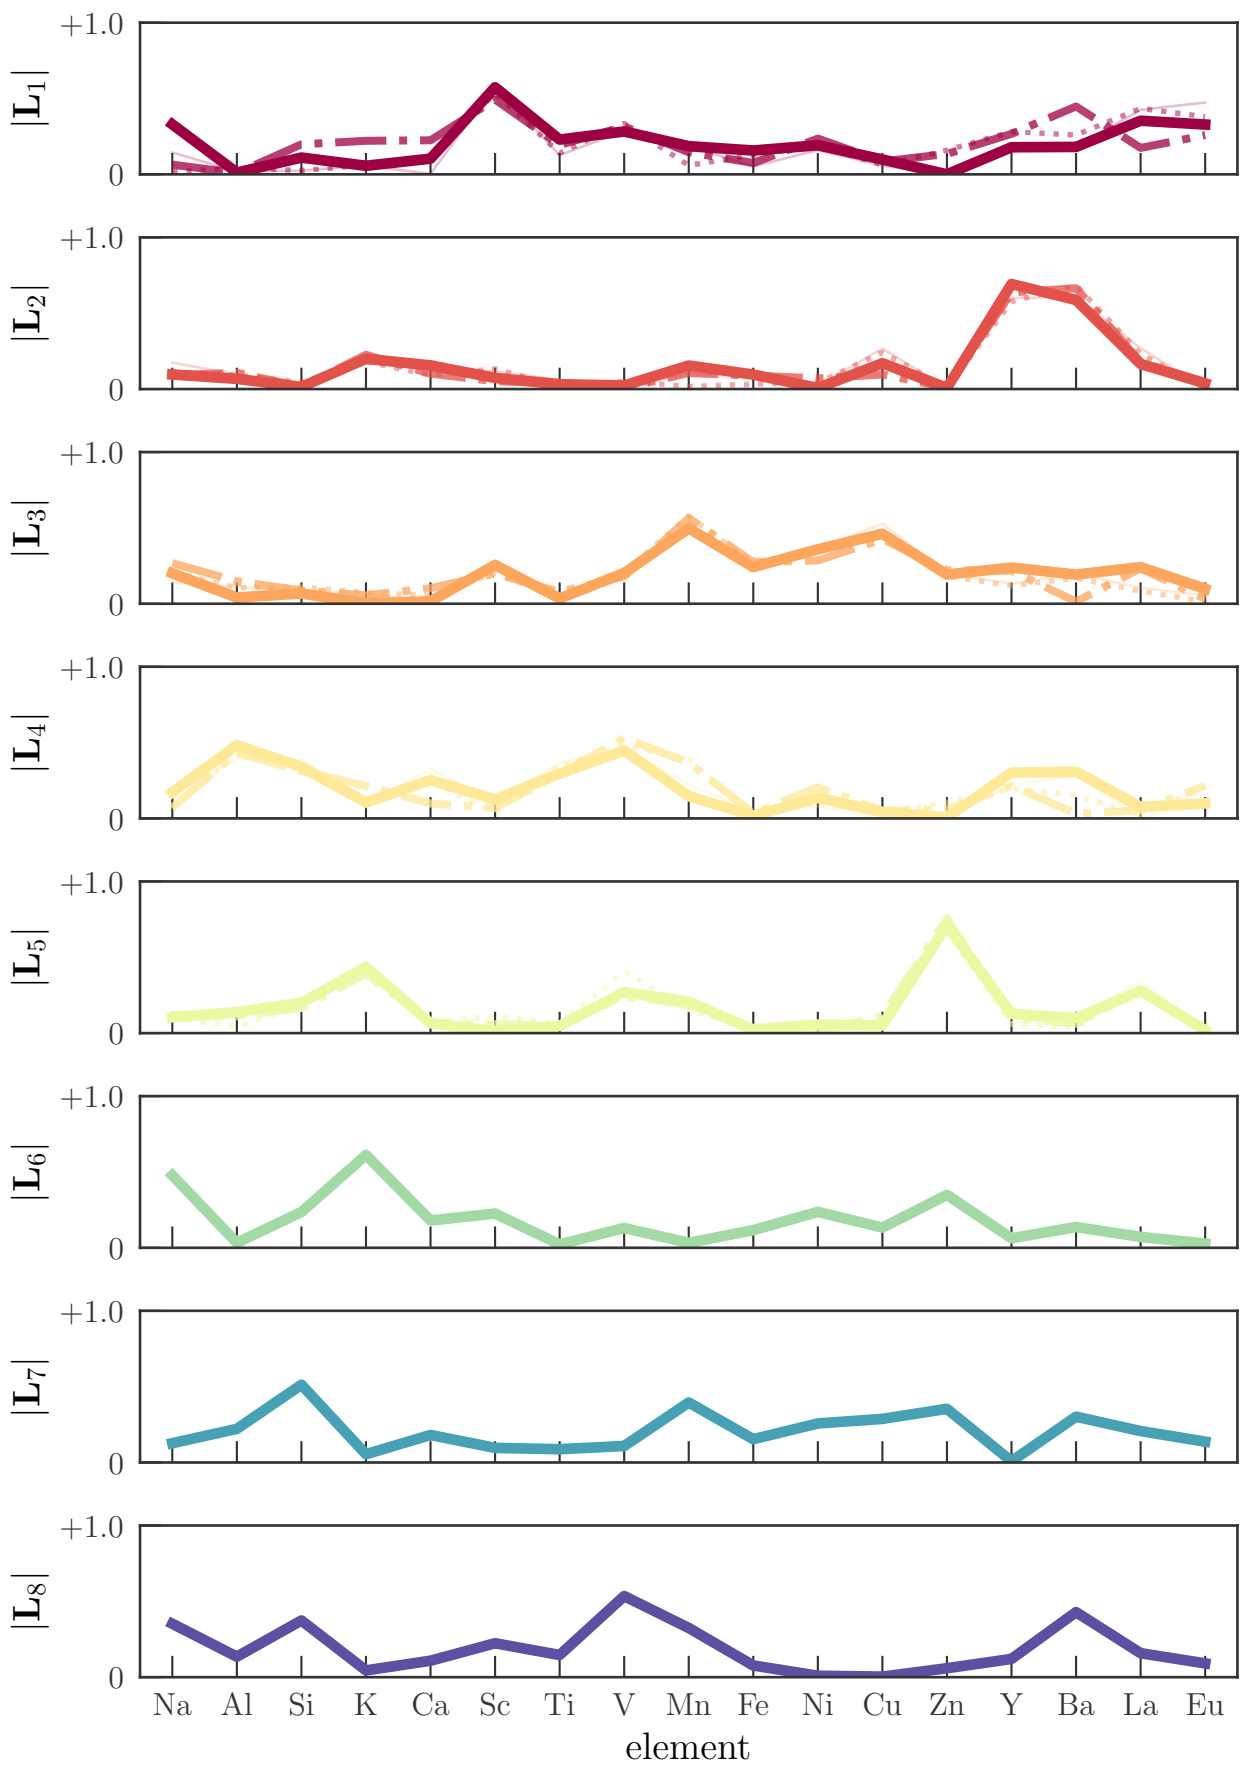 +1.0
|L1|
0
+1.0
|L2|
0
+1.0
|L3|
0
+1.0
|L4|
0
+1.0
|L5|
0
+1.0
|L6|
0
+1.0
|L7|
0
+1.0
|L8|
0
Na Al Si K Ca Sc Ti V Mn Fe Ni Cu Zn Y Ba La Eu
element